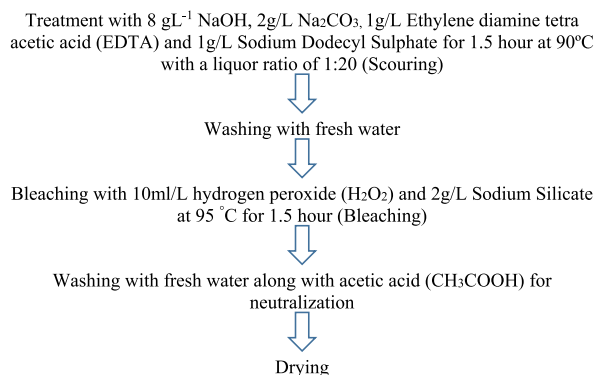 Treatment with 8 gL⁻¹ NaOH, 2g/L Na₂CO₃, 1g/L Ethylene diamine tetra
acetic acid (EDTA) and 1g/L Sodium Dodecyl Sulphate for 1.5 hour at 90ºC
with a liquor ratio of 1:20 (Scouring)
Washing with fresh water
Bleaching with 10ml/L hydrogen peroxide (H₂O₂) and 2g/L Sodium Silicate
at 95 ˚C for 1.5 hour (Bleaching)
Washing with fresh water along with acetic acid (CH₃COOH) for
neutralization
Drying